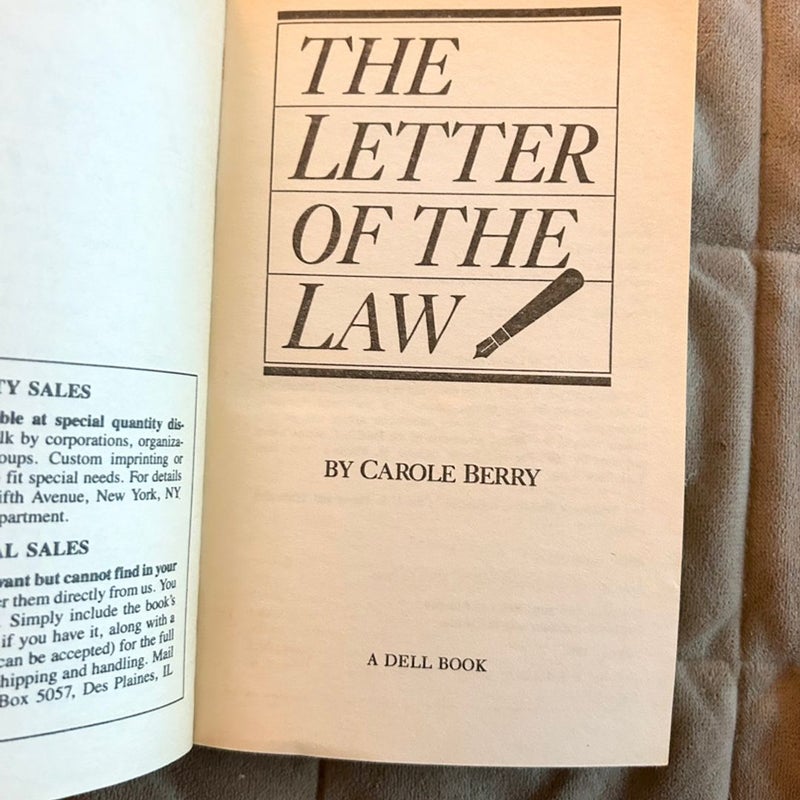 TY SALES
ble at special quantity dis-
lk by corporations, organiza-
oups. Custom imprinting or
fit special needs. For details
ifth Avenue, New York, NY
partment.
AL SALES
want but cannot find in your
er them directly from us. You
Simply include the book's
if you have it, along with a
can be accepted) for the full
hipping and handling. Mail
Box 5057, Des Plaines, IL
THE
LETTER
OF THE
LAW
BY CAROLE BERRY
A DELL BOOK